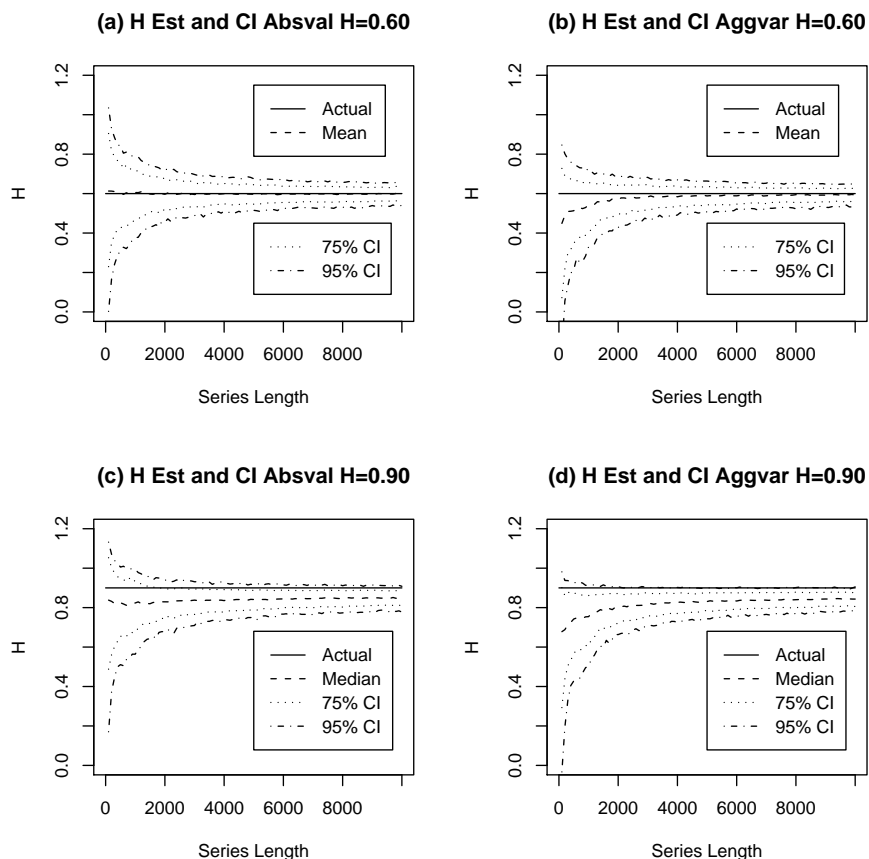 (a) H Est and CI Absval H=0.60
H
0.0 0.4 0.8 1.2
Actual
Mean
75% CI
95% CI
0 2000 4000 6000 8000
Series Length
(b) H Est and CI Aggvar H=0.60
H
0.0 0.4 0.8 1.2
Actual
Mean
75% CI
95% CI
0 2000 4000 6000 8000
Series Length
(c) H Est and CI Absval H=0.90
H
0.0 0.4 0.8 1.2
Actual
Median
75% CI
95% CI
0 2000 4000 6000 8000
Series Length
(d) H Est and CI Aggvar H=0.90
H
0.0 0.4 0.8 1.2
Actual
Median
75% CI
95% CI
0 2000 4000 6000 8000
Series Length